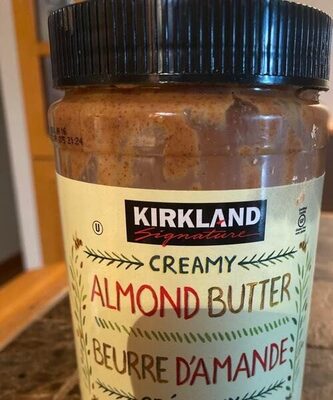 U
KIRKLAND
Signature
CREAMY
ALMOND BUTTER
BEURRE D'AMANDE